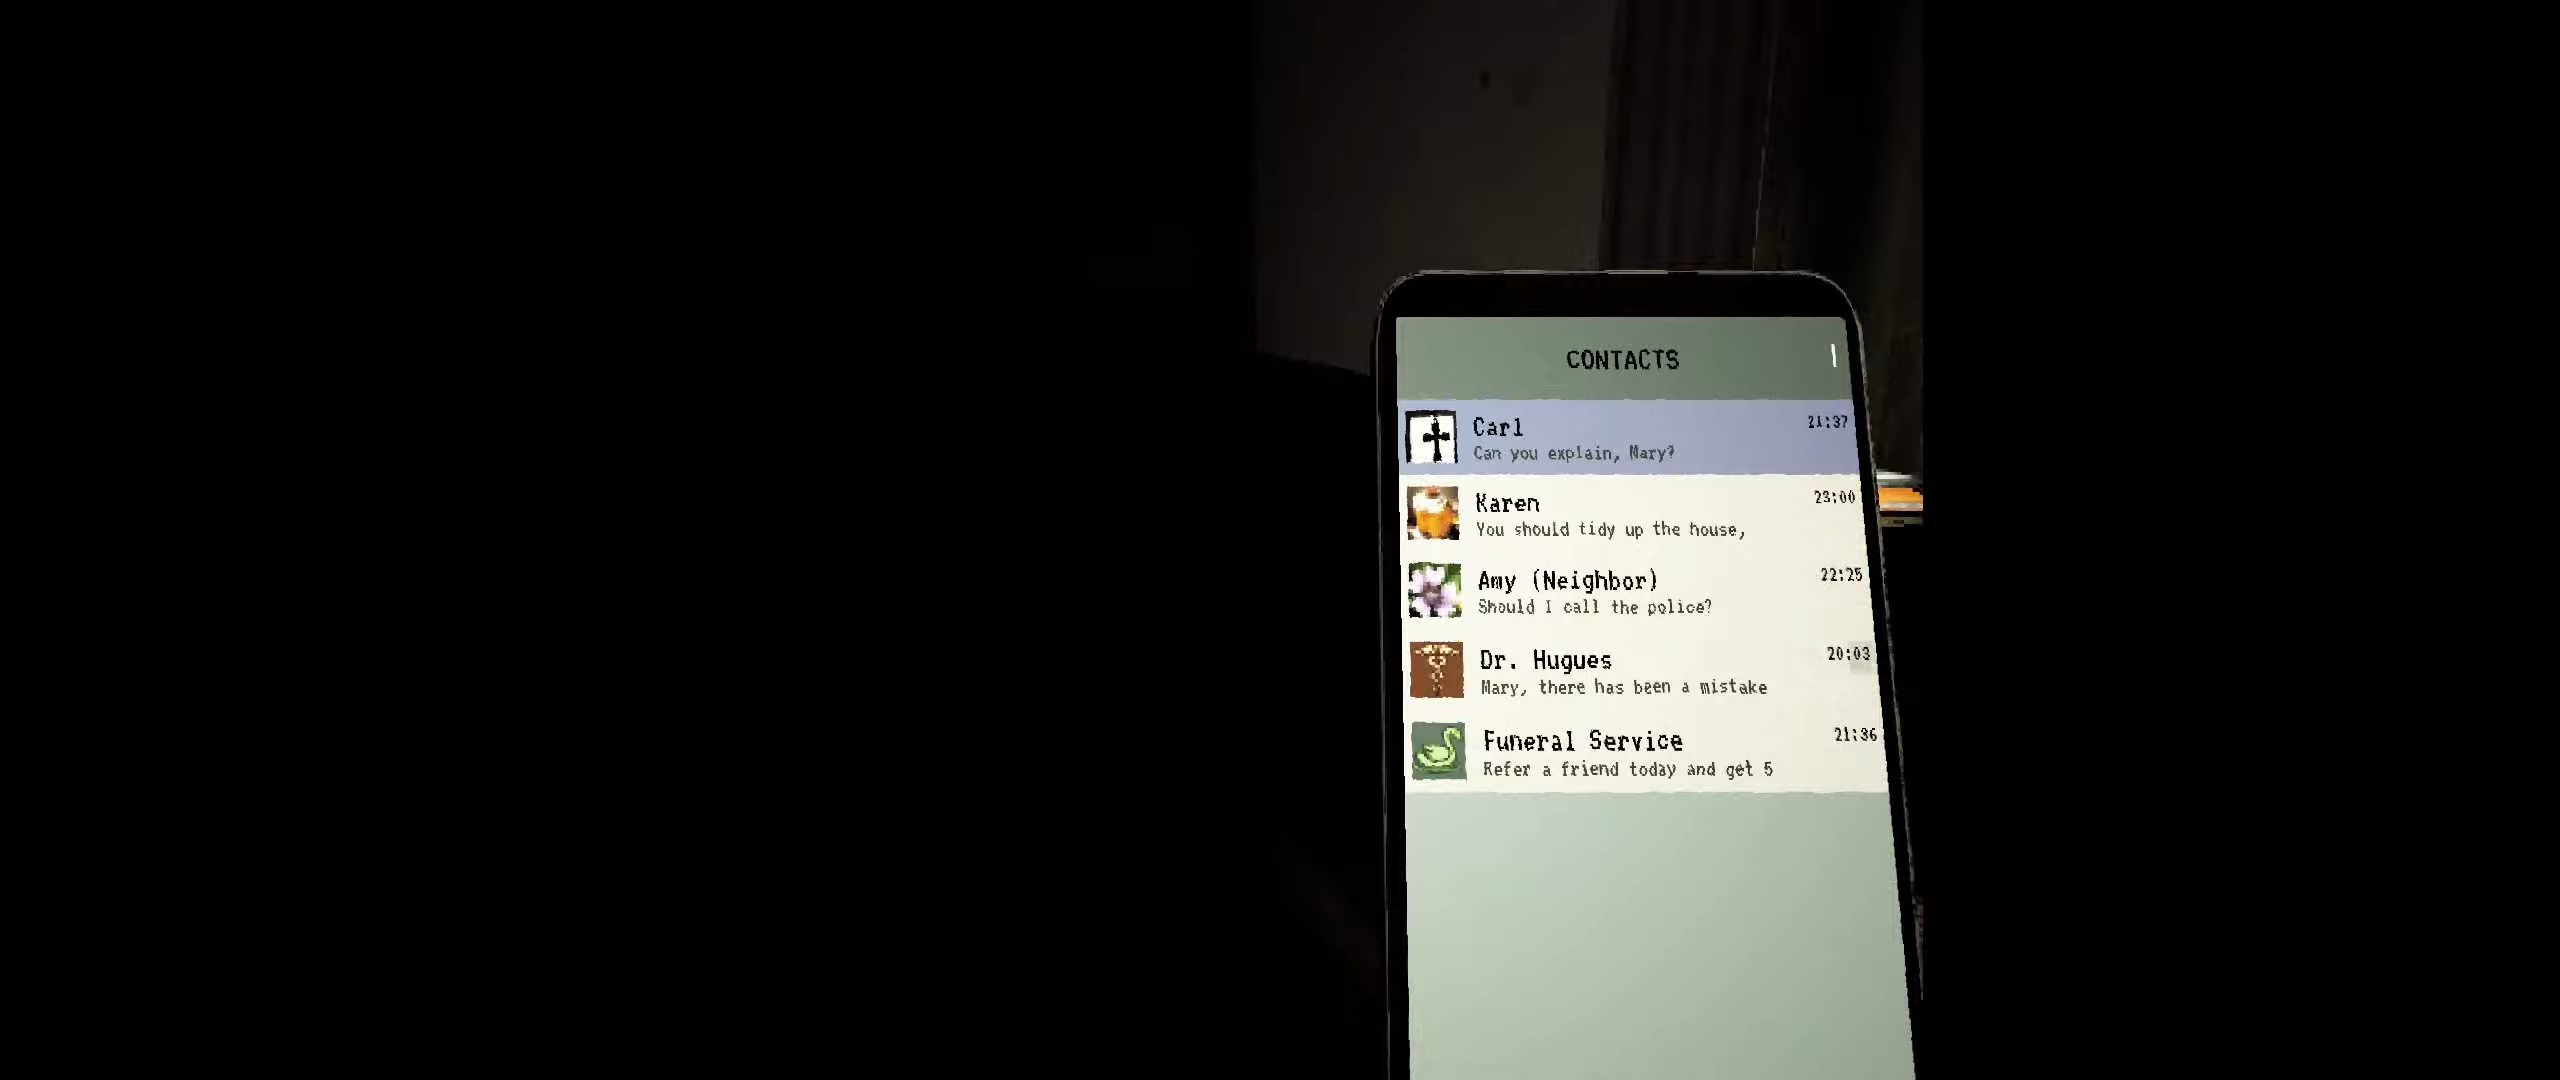 CONTACTS
Carl 21:37
Can you explain, Mary?
Karen 23:00
You should tidy up the house,
Amy (Neighbor) 22:25
Should I call the police?
Dr. Hugues 20:03
Mary, there has been a mistake
Funeral Service 21:36
Refer a friend today and get 5